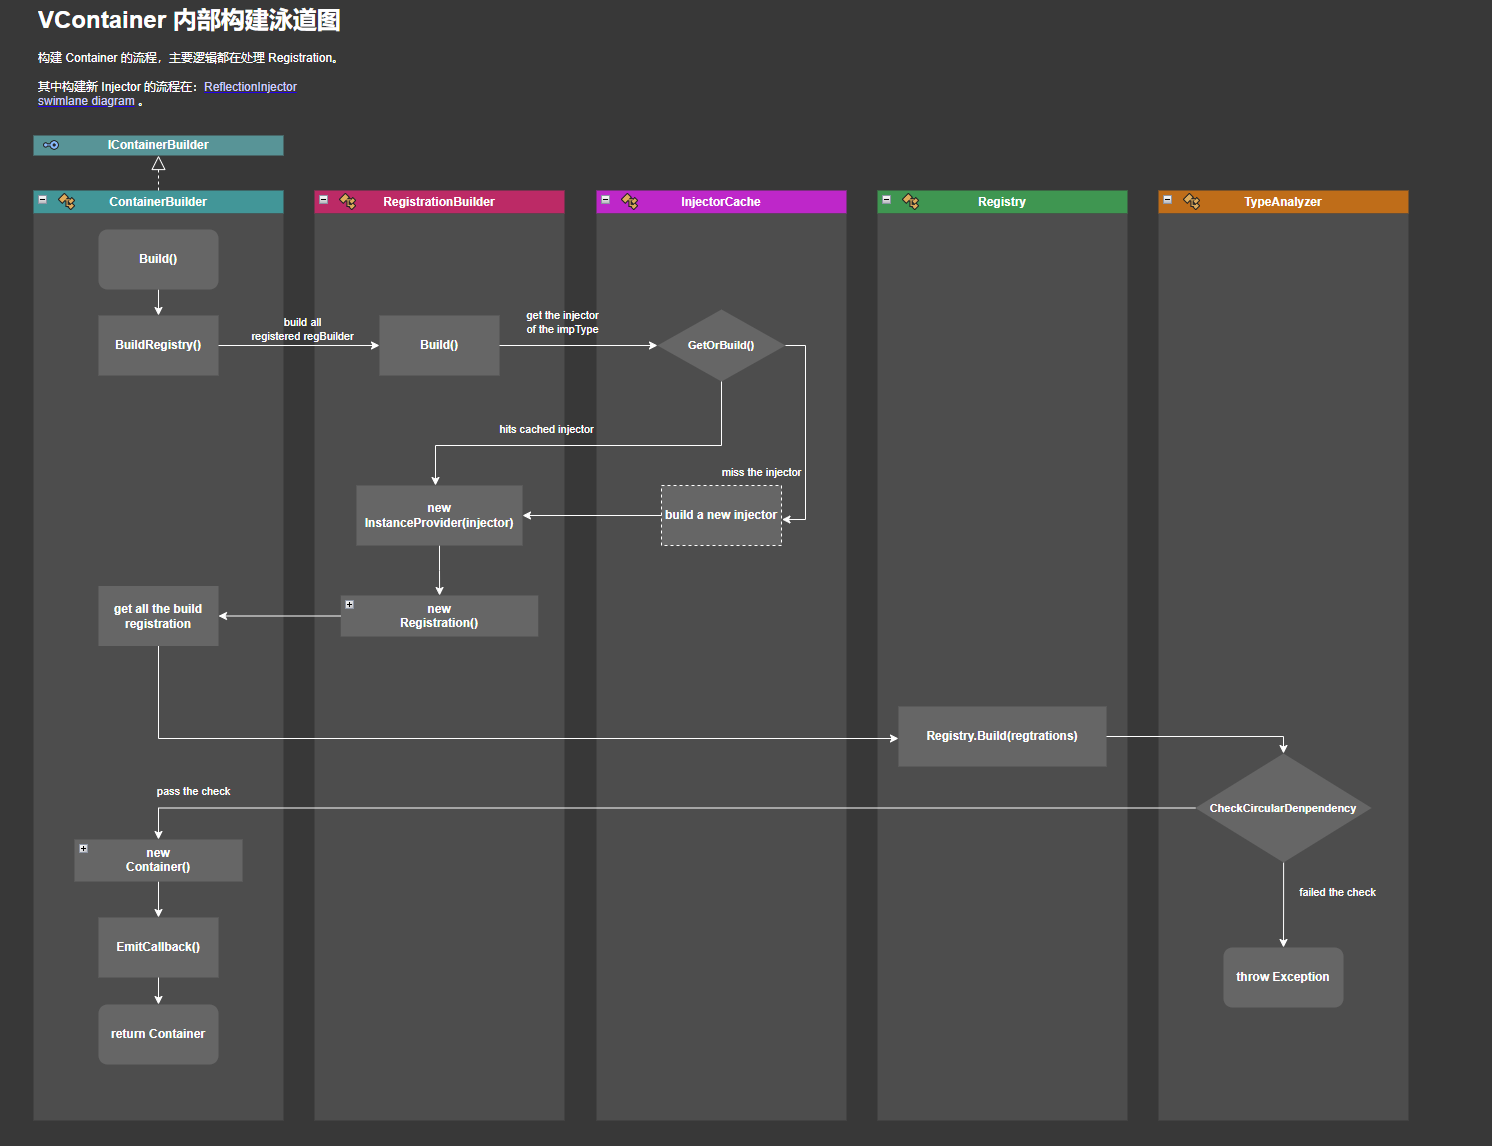 VContainer 内部构建泳道图
构建 Container 的流程，主要逻辑都在处理 Registration。
其中构建新 Injector 的流程在：ReflectionInjector
swimlane diagram 。
IContainerBuilder
ContainerBuilder
RegistrationBuilder
InjectorCache
Registry
TypeAnalyzer
Build()
BuildRegistry()
build all
registered regBuilder
Build()
get the injector
of the impType
GetOrBuild()
hits cached injector
miss the injector
new
InstanceProvider(injector)
build a new injector
get all the build
registration
new
Registration()
Registry.Build(regtrations)
pass the check
CheckCircularDenpendency
new
Container()
failed the check
EmitCallback()
throw Exception
return Container